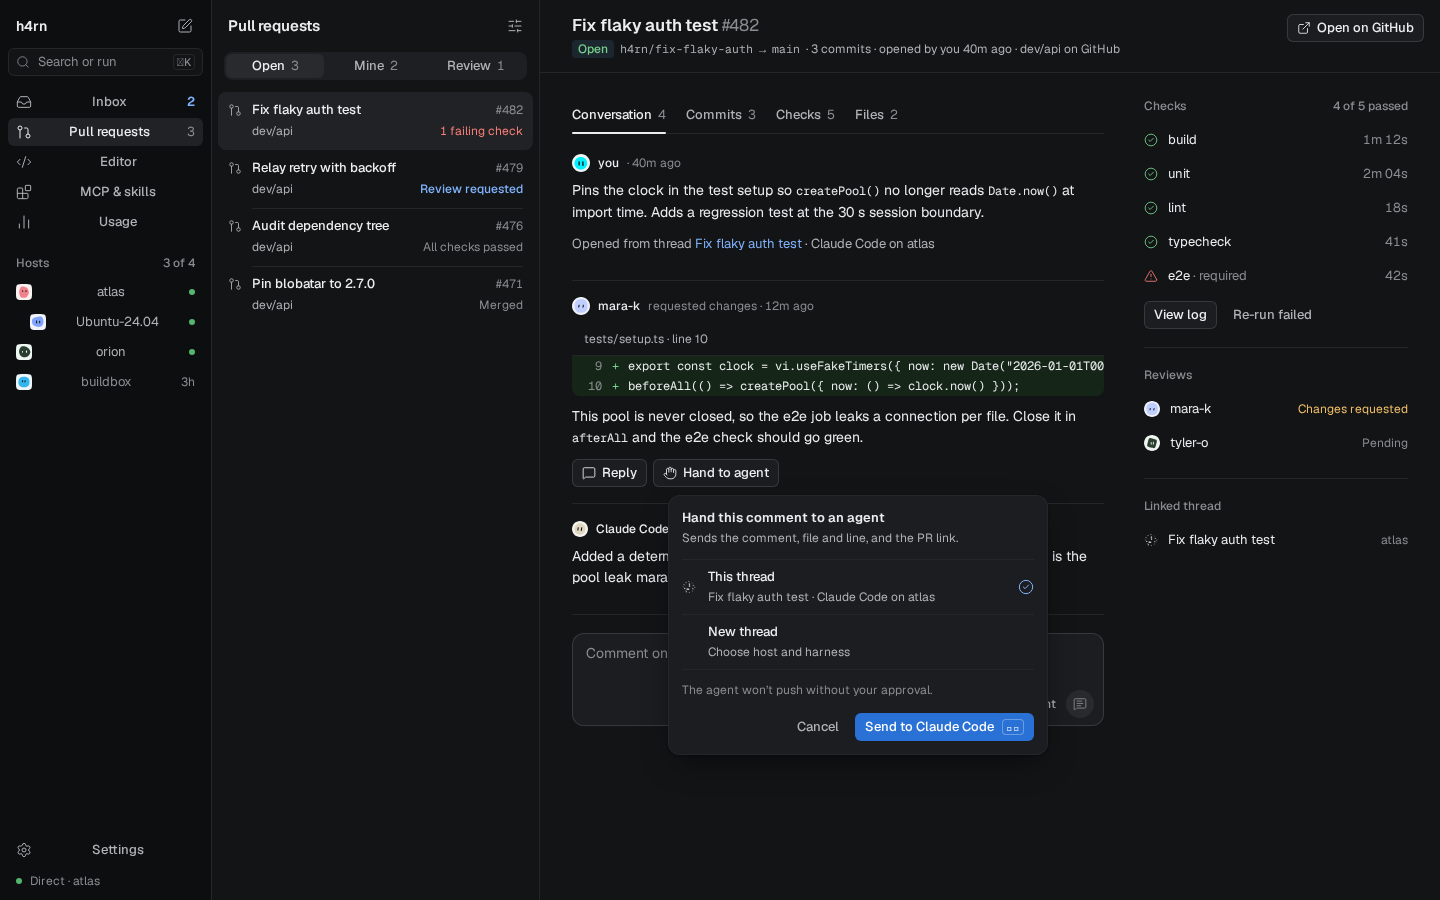 h4rn
Search or run
K
Inbox 2
Pull requests 3
Editor
MCP & skills
Usage
Hosts 3 of 4
atlas
Ubuntu-24.04
orion
buildbox 3h
Settings
Direct · atlas
Pull requests
Open 3 Mine 2 Review 1
Fix flaky auth test #482
dev/api 1 failing check
Relay retry with backoff #479
dev/api Review requested
Audit dependency tree #476
dev/api All checks passed
Pin blobatar to 2.7.0 #471
dev/api Merged
Fix flaky auth test #482
Open h4rn/fix-flaky-auth → main · 3 commits · opened by you 40m ago · dev/api on GitHub
Open on GitHub
Conversation 4 Commits 3 Checks 5 Files 2
you · 40m ago
Pins the clock in the test setup so createPool() no longer reads Date.now() at
import time. Adds a regression test at the 30 s session boundary.
Opened from thread Fix flaky auth test · Claude Code on atlas
mara-k requested changes · 12m ago
tests/setup.ts · line 10
9 + export const clock = vi.useFakeTimers({ now: new Date("2026-01-01T00
10 + beforeAll(() => createPool({ now: () => clock.now() }));
This pool is never closed, so the e2e job leaks a connection per file. Close it in
afterAll and the e2e check should go green.
Reply Hand to agent
Claude Code
Added a determ
is the
pool leak mara
Comment on
nt
Hand this comment to an agent
Sends the comment, file and line, and the PR link.
This thread
Fix flaky auth test · Claude Code on atlas
New thread
Choose host and harness
The agent won't push without your approval.
Cancel Send to Claude Code
Checks 4 of 5 passed
build 1m 12s
unit 2m 04s
lint 18s
typecheck 41s
e2e · required 42s
View log Re-run failed
Reviews
mara-k Changes requested
tyler-o Pending
Linked thread
Fix flaky auth test atlas